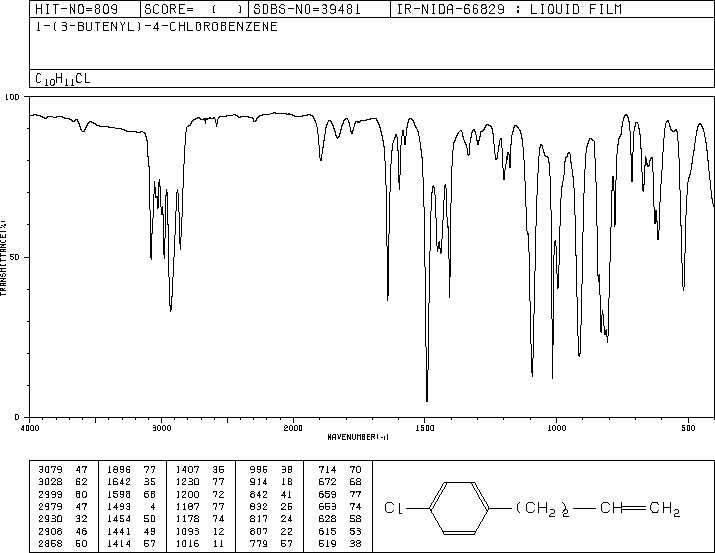 HIT-NO=809 SCORE= ( ) SDBS-NO=39481 IR-NIDA-66829 : LIQUID FILM
1-(3-BUTENYL)-4-CHLOROBENZENE
C10H11CL
100
50
0
TRANSMITTANCE(%)
4000 3000 2000 1500 1000 500
WAVENUMBER(-1)
3079 47 1896 77 1407 36 996 38 714 70
3028 62 1642 35 1230 77 914 18 672 68
2999 60 1598 68 1200 72 842 41 659 77
2979 47 1493 4 1187 77 832 26 653 74
2930 32 1454 50 1178 74 817 24 628 58
2908 46 1441 49 1093 12 807 22 615 53
2858 50 1414 57 1016 11 779 57 519 38
Cl (CH2)2 CH=CH2